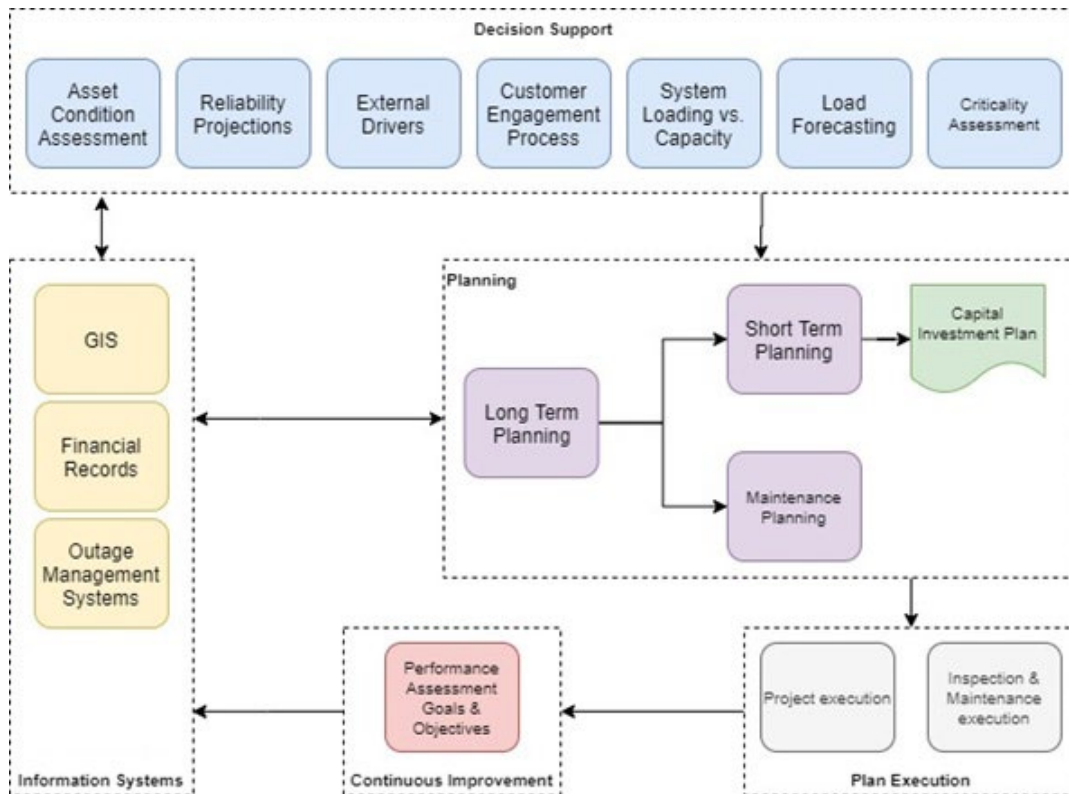 Decision Support
Asset
Condition
Assessment
Reliability
Projections
External
Drivers
Customer
Engagement
Process
System
Loading vs.
Capacity
Load
Forecasting
Criticality
Assessment
GIS
Financial
Records
Outage
Management
Systems
Information Systems
Planning
Long Term
Planning
Short Term
Planning
Capital
Investment Plan
Maintenance
Planning
Performance
Assessment
Goals &
Objectives
Continuous Improvement
Project execution
Inspection &
Maintenance
execution
Plan Execution